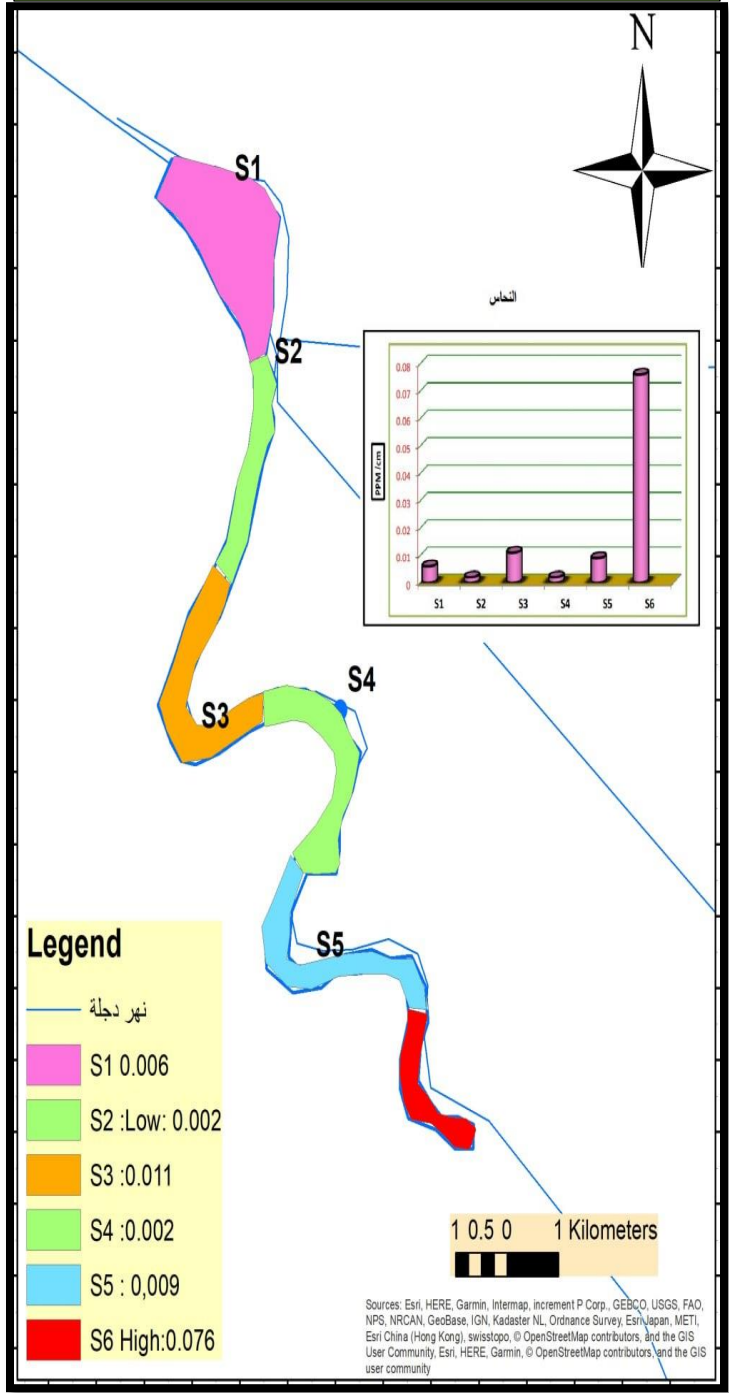 N
S1
S2
النحاس
PPM /cm
0.08
0.07
0.06
0.05
0.04
0.03
0.02
0.01
0
S1 S2 S3 S4 S5 S6
S4
S3
S5
Legend
نهر دجلة
S1 0.006
S2 :Low: 0.002
S3 :0.011
S4 :0.002
S5 : 0,009
S6 High:0.076
1 0.5 0 1 Kilometers
Sources: Esri, HERE, Garmin, Intermap, increment P Corp., GEBCO, USGS, FAO,
NPS, NRCAN, GeoBase, IGN, Kadaster NL, Ordnance Survey, Esri Japan, METI,
Esri China (Hong Kong), swisstopo, © OpenStreetMap contributors, and the GIS
User Community, Esri, HERE, Garmin, © OpenStreetMap contributors, and the GIS
user community